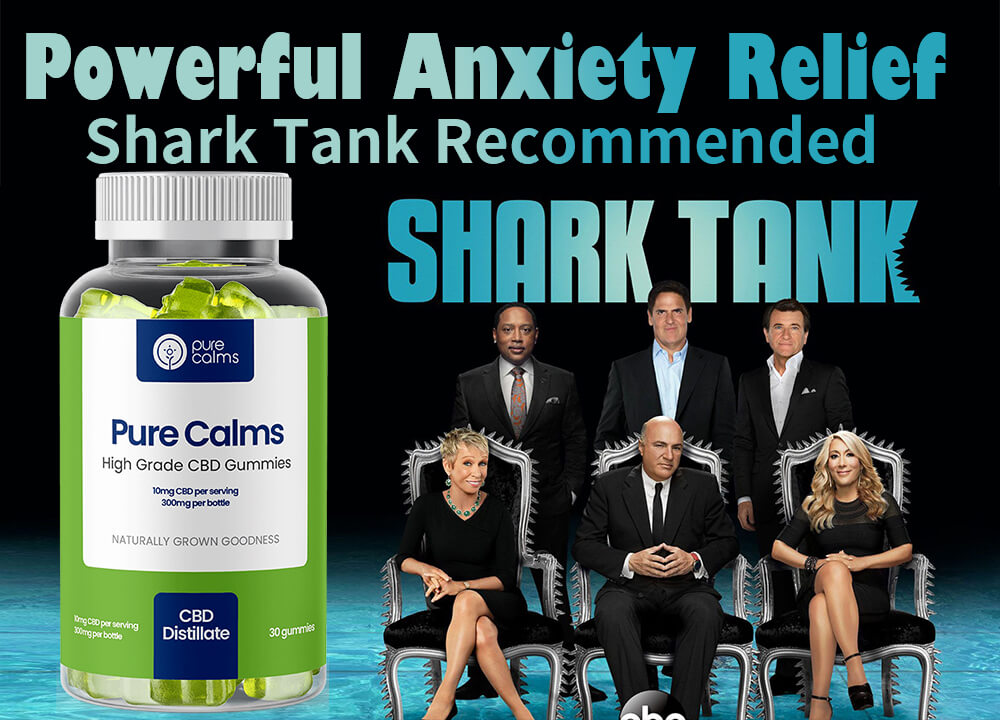 Powerful Anxiety Relief
Shark Tank Recommended
SHARK TANK
pure
calms
Pure Calms
High Grade CBD Gummies
10mg CBD per serving
300mg per bottle
NATURALLY GROWN GOODNESS
10mg CBD per serving
300mg per bottle
CBD
Distillate
30 gummies
abc